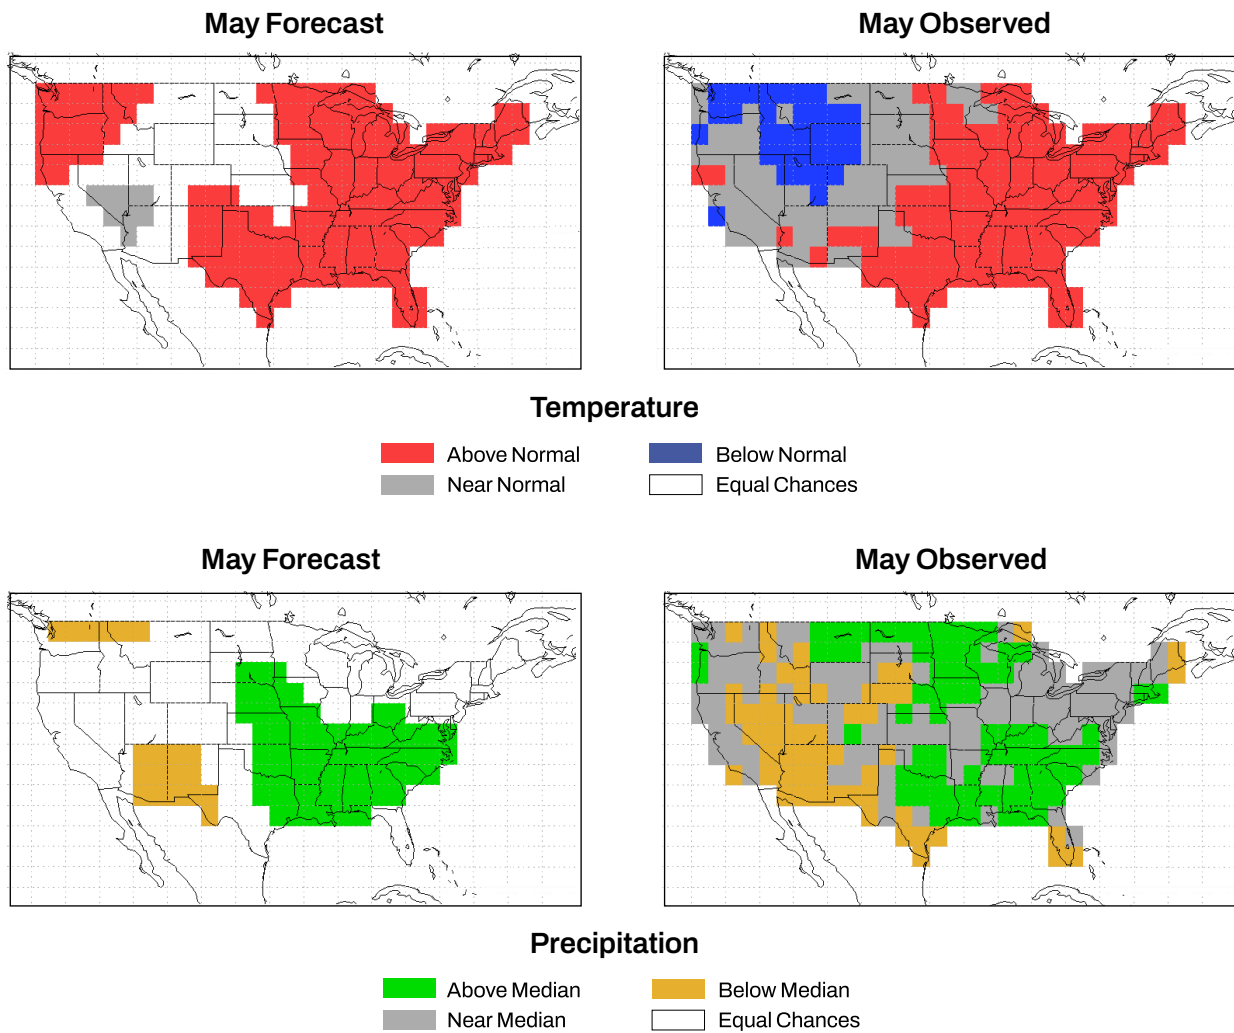 May Forecast
May Observed
Temperature
Above Normal
Below Normal
Near Normal
Equal Chances
May Forecast
May Observed
Precipitation
Above Median
Below Median
Near Median
Equal Chances